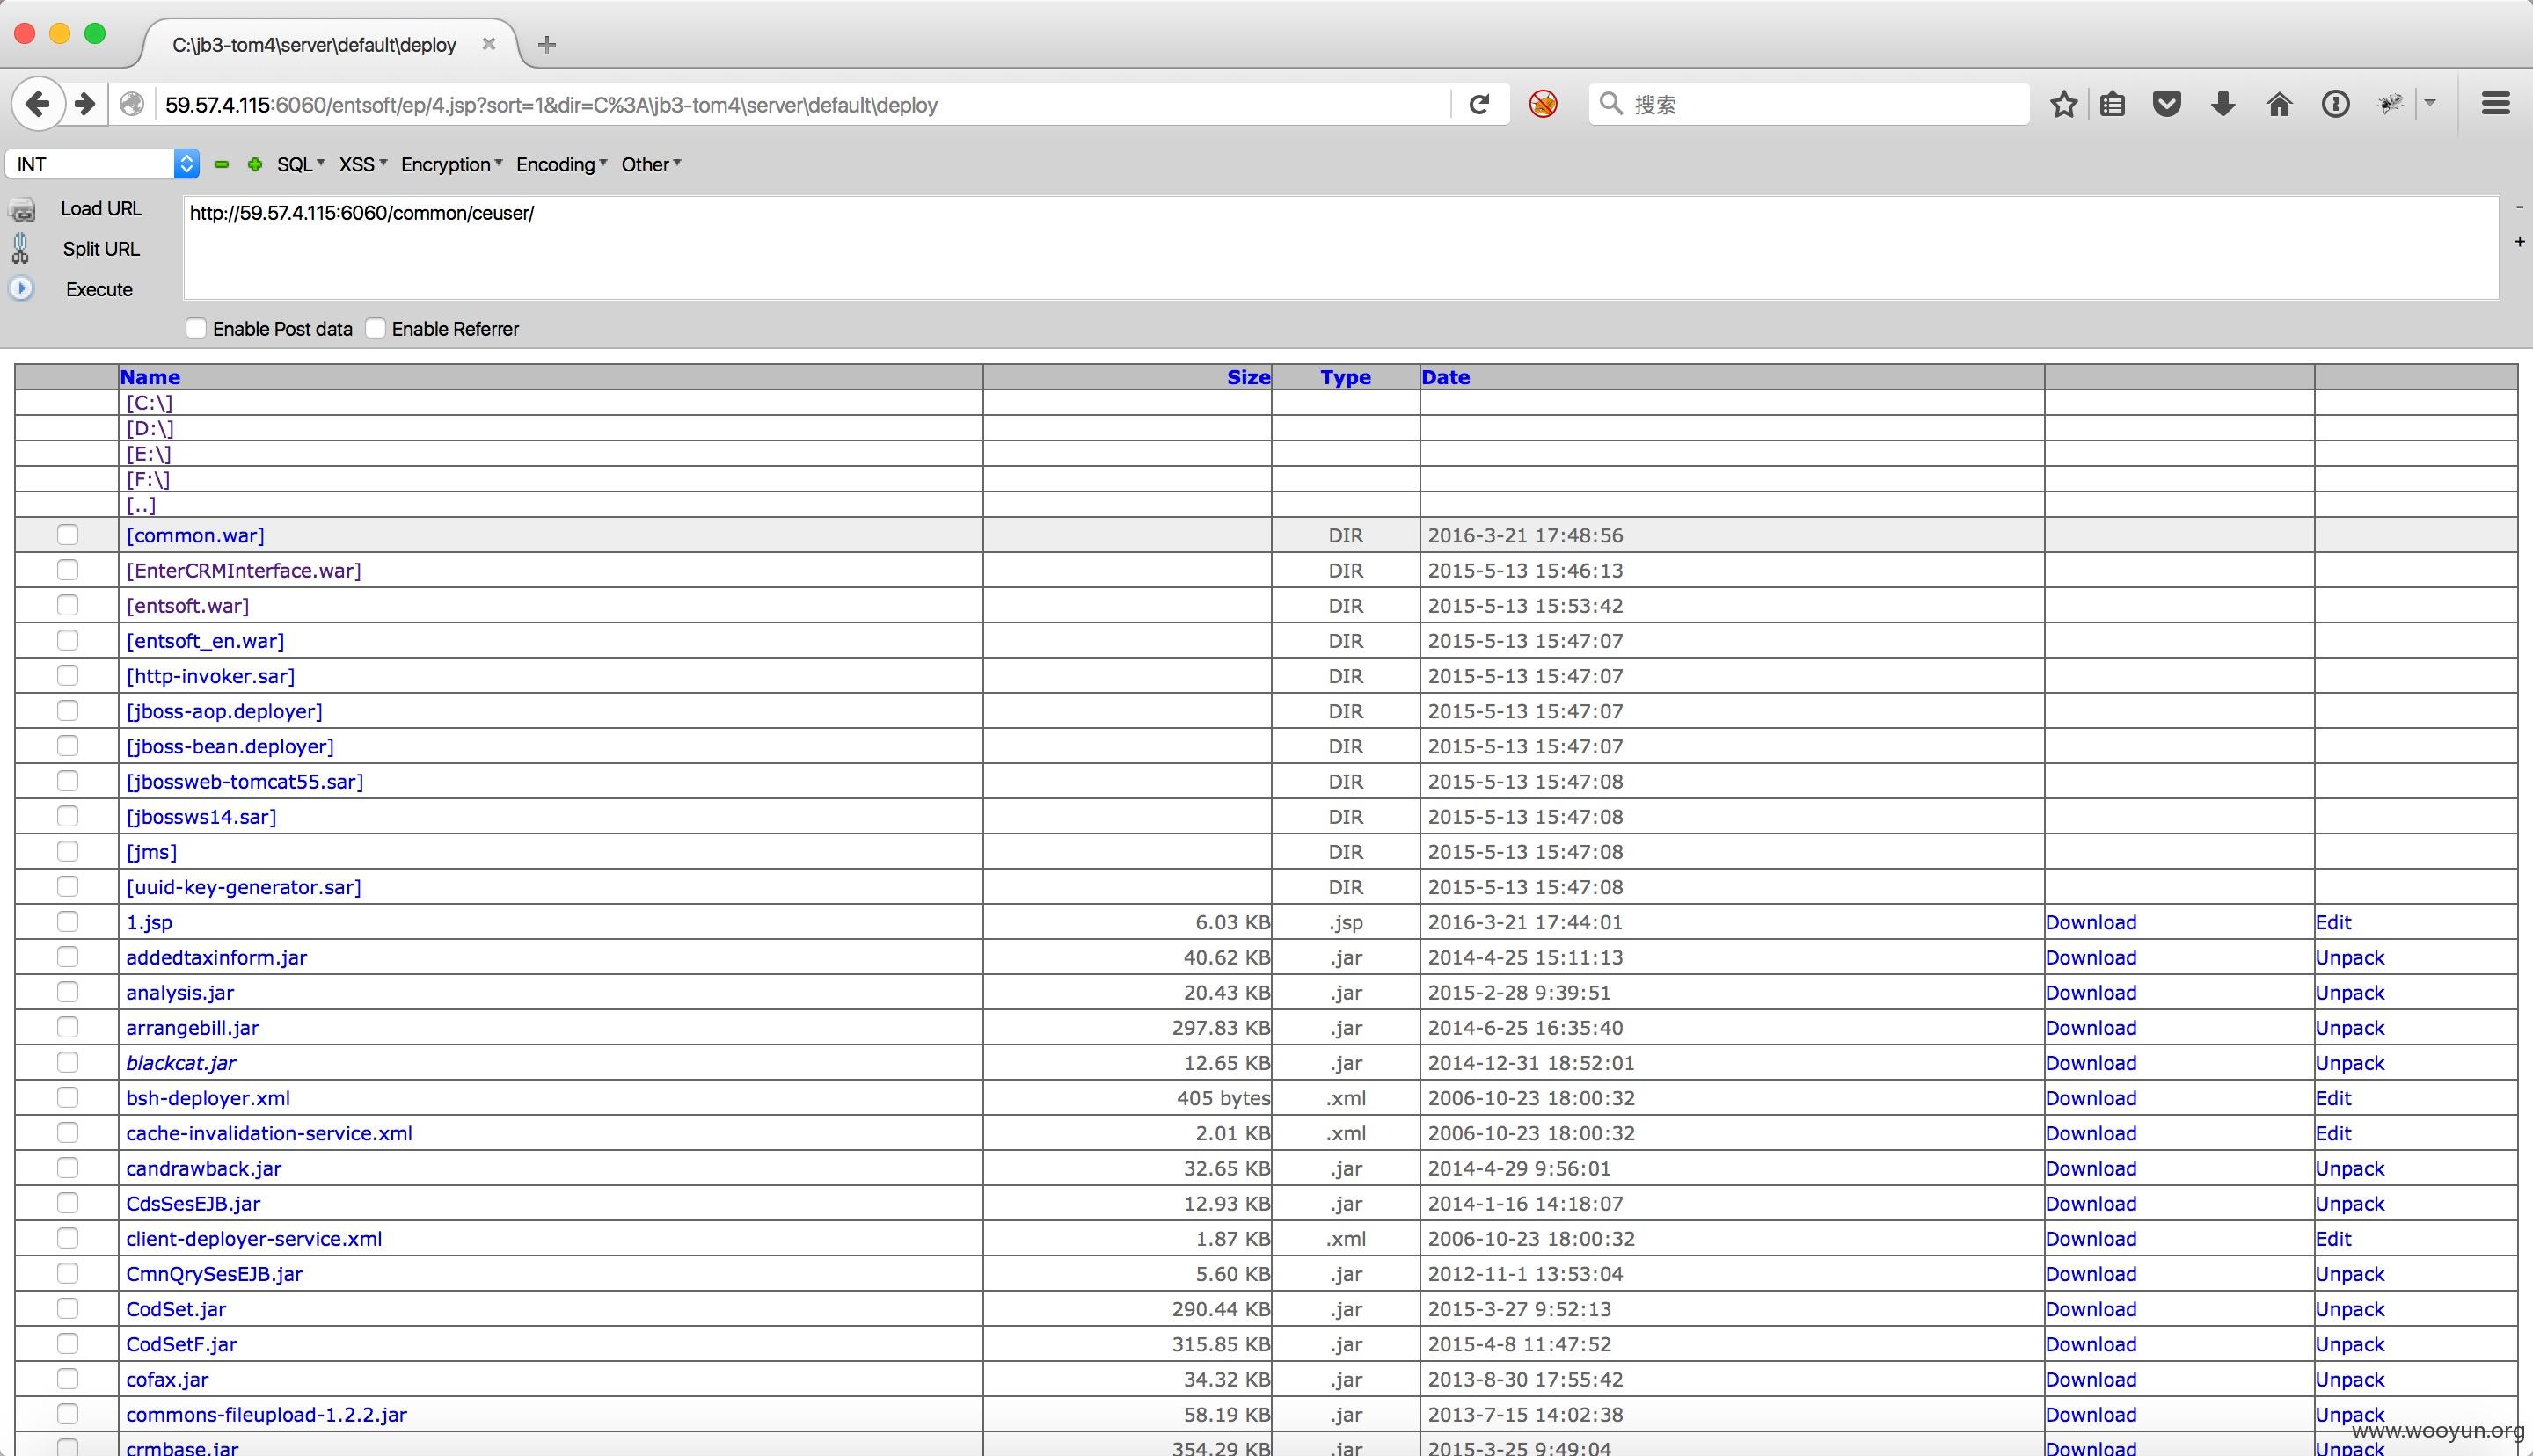 C:\jb3-tom4\server\default\deploy
59.57.4.115:6060/entsoft/ep/4.jsp?sort=1&dir=C%3A\jb3-tom4\server\default\deploy
搜索
INT SQL XSS Encryption Encoding Other
Load URL http://59.57.4.115:6060/common/ceuser/
Split URL
Execute
Enable Post data Enable Referrer
Name Size Type Date
[C:\]
[D:\]
[E:\]
[F:\]
[..]
[common.war] DIR 2016-3-21 17:48:56
[EnterCRMInterface.war] DIR 2015-5-13 15:46:13
[entsoft.war] DIR 2015-5-13 15:53:42
[entsoft_en.war] DIR 2015-5-13 15:47:07
[http-invoker.sar] DIR 2015-5-13 15:47:07
[jboss-aop.deployer] DIR 2015-5-13 15:47:07
[jboss-bean.deployer] DIR 2015-5-13 15:47:07
[jbossweb-tomcat55.sar] DIR 2015-5-13 15:47:08
[jbossws14.sar] DIR 2015-5-13 15:47:08
[jms] DIR 2015-5-13 15:47:08
[uuid-key-generator.sar] DIR 2015-5-13 15:47:08
1.jsp 6.03 KB .jsp 2016-3-21 17:44:01 Download Edit
addedtaxinform.jar 40.62 KB .jar 2014-4-25 15:11:13 Download Unpack
analysis.jar 20.43 KB .jar 2015-2-28 9:39:51 Download Unpack
arrangebill.jar 297.83 KB .jar 2014-6-25 16:35:40 Download Unpack
blackcat.jar 12.65 KB .jar 2014-12-31 18:52:01 Download Unpack
bsh-deployer.xml 405 bytes .xml 2006-10-23 18:00:32 Download Edit
cache-invalidation-service.xml 2.01 KB .xml 2006-10-23 18:00:32 Download Edit
candrawback.jar 32.65 KB .jar 2014-4-29 9:56:01 Download Unpack
CdsSesEJB.jar 12.93 KB .jar 2014-1-16 14:18:07 Download Unpack
client-deployer-service.xml 1.87 KB .xml 2006-10-23 18:00:32 Download Edit
CmnQrySesEJB.jar 5.60 KB .jar 2012-11-1 13:53:04 Download Unpack
CodSet.jar 290.44 KB .jar 2015-3-27 9:52:13 Download Unpack
CodSetF.jar 315.85 KB .jar 2015-4-8 11:47:52 Download Unpack
cofax.jar 34.32 KB .jar 2013-8-30 17:55:42 Download Unpack
commons-fileupload-1.2.2.jar 58.19 KB .jar 2013-7-15 14:02:38 Download Unpack
crmbase.jar 354.29 KB .jar 2015-3-25 9:49:04 Download Unpack
www.wooyun.org